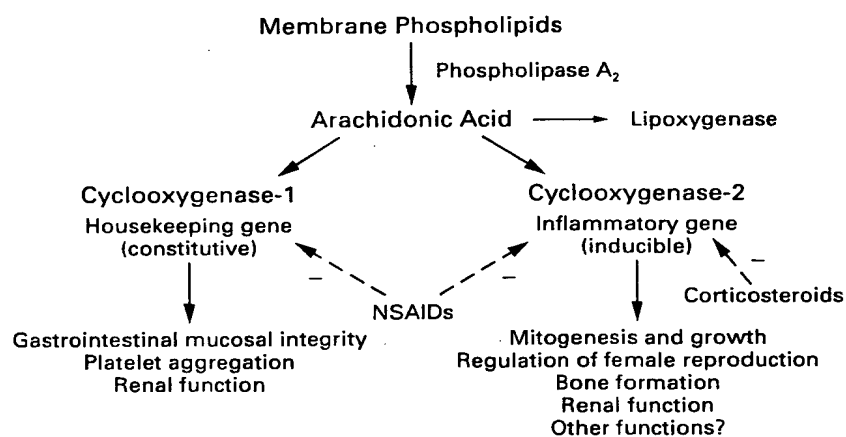 Membrane Phospholipids
Phospholipase A2
Arachidonic Acid
Lipoxygenase
Cyclooxygenase-1
Housekeeping gene
(constitutive)
Cyclooxygenase-2
Inflammatory gene
(inducible)
–
–
–
NSAIDs
Corticosteroids
Gastrointestinal mucosal integrity
Platelet aggregation
Renal function
Mitogenesis and growth
Regulation of female reproduction
Bone formation
Renal function
Other functions?